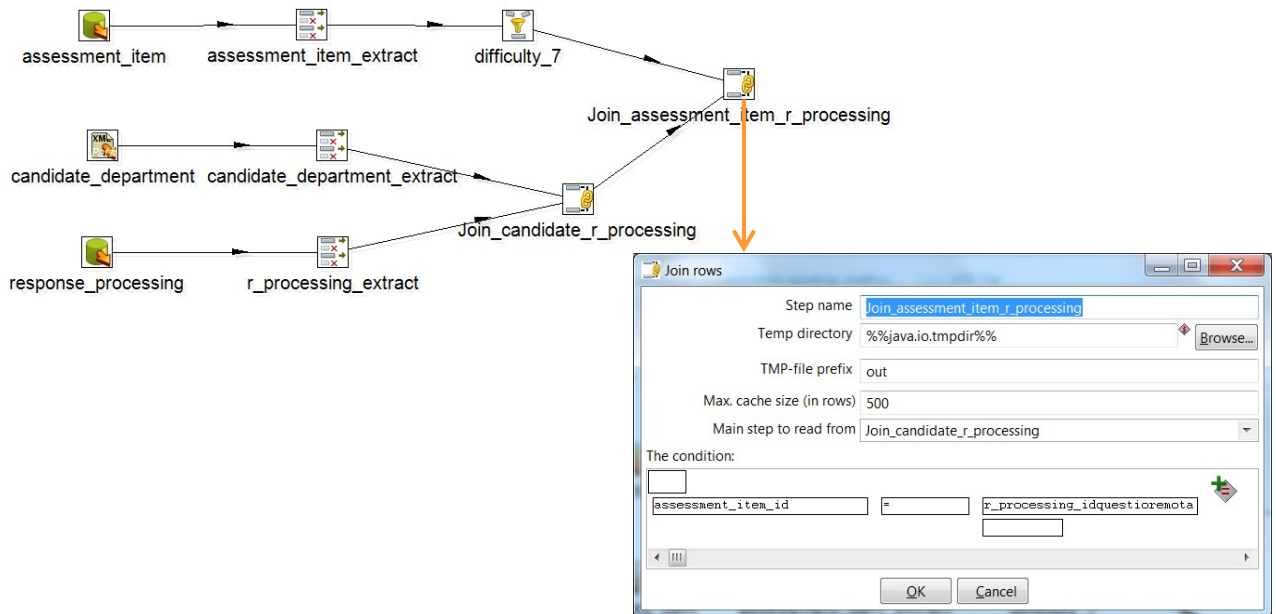 assessment_item
assessment_item_extract
difficulty_7
Join_assessment_item_r_processing
XML
candidate_department
candidate_department_extract
Join_candidate_r_processing
response_processing
r_processing_extract
Join rows
Step name
Join_assessment_item_r_processing
Temp directory
%%java.io.tmpdir%%
Browse...
TMP-file prefix
out
Max. cache size (in rows)
500
Main step to read from
Join_candidate_r_processing
The condition:
assessment_item_id
=
r_processing_idquestioremota
OK
Cancel